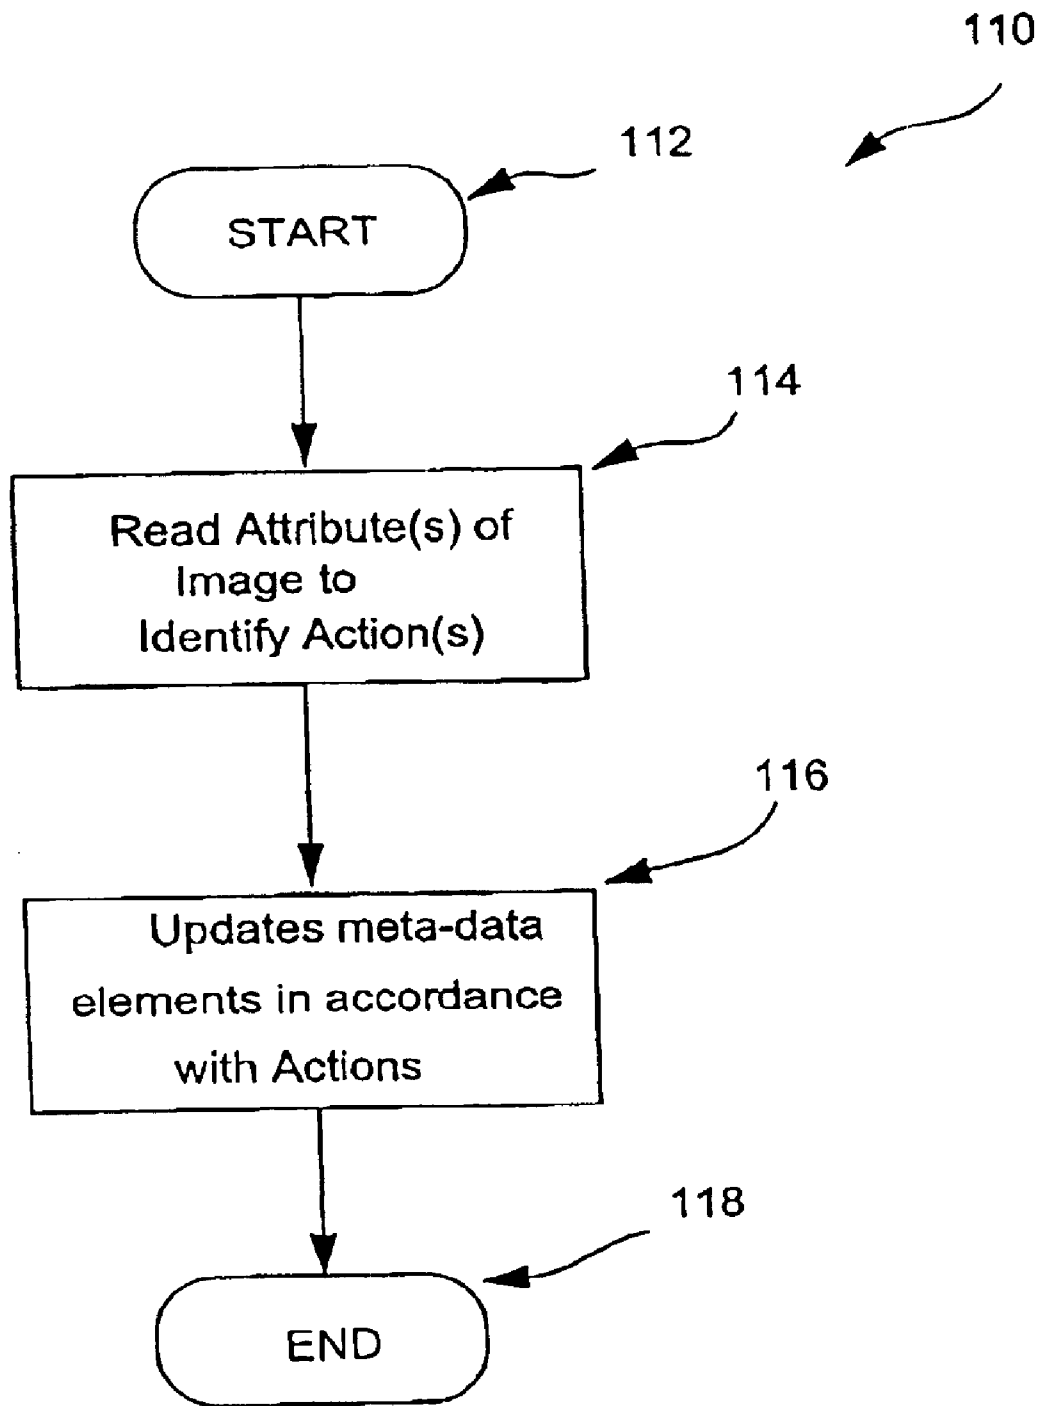 110
112
START
114
Read Attribute(s) of
Image to
Identify Action(s)
116
Updates meta-data
elements in accordance
with Actions
118
END